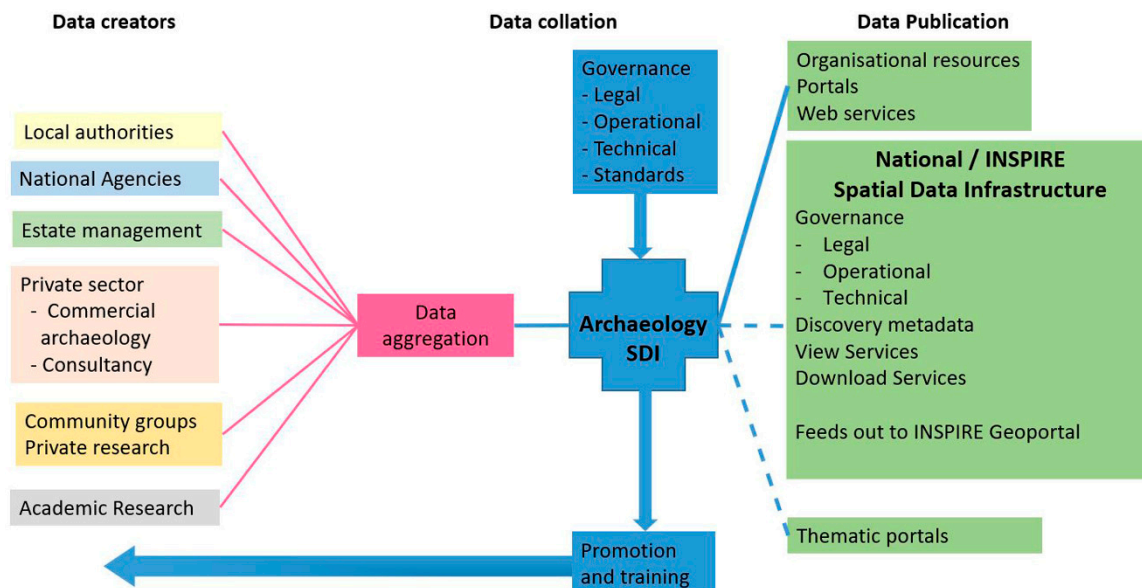 Data creators
Data collation
Data Publication
Local authorities
National Agencies
Estate management
Private sector
- Commercial
archaeology
- Consultancy
Community groups
Private research
Academic Research
Data
aggregation
Governance
- Legal
- Operational
- Technical
- Standards
Archaeology
SDI
Promotion
and training
Organisational resources
Portals
Web services
National / INSPIRE
Spatial Data Infrastructure
Governance
- Legal
- Operational
- Technical
Discovery metadata
View Services
Download Services
Feeds out to INSPIRE Geoportal
Thematic portals